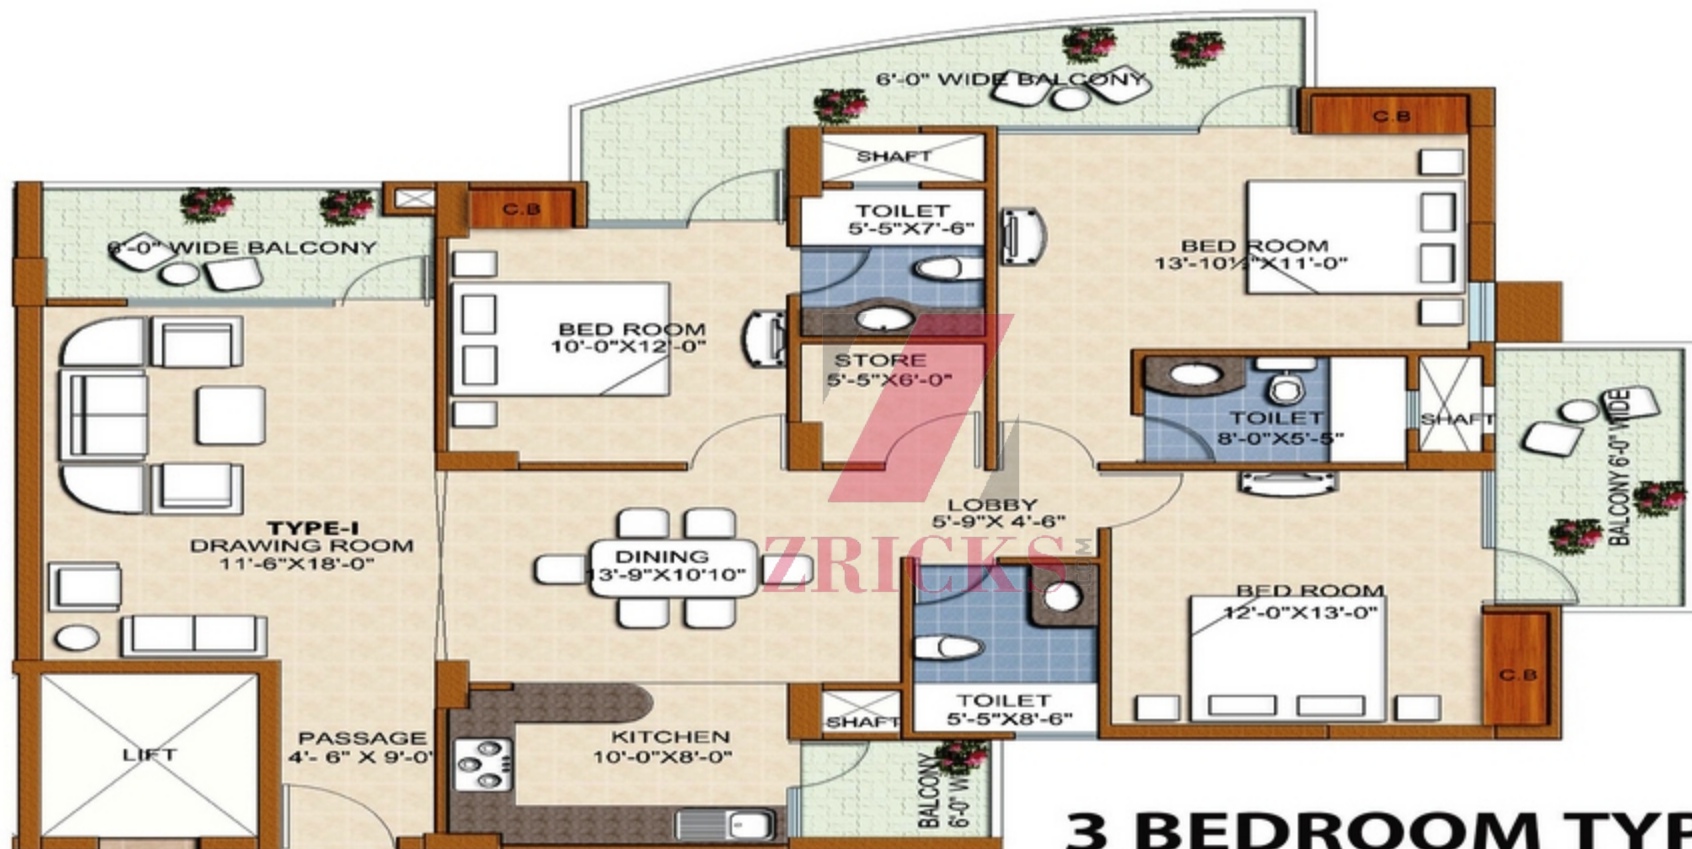 6'-0" WIDE BALCONY
C.B
SHAFT
TOILET
5'-5"X7'-6"
C.B
6'-0" WIDE BALCONY
BED ROOM
13'-10½"X11'-0"
BED ROOM
10'-0"X12'-0"
STORE
5'-5"X6'-0"
TOILET
8'-0"X5'-5"
SHAFT
BALCONY 6'-0" WIDE
TYPE-I
DRAWING ROOM
11'-6"X18'-0"
LOBBY
5'-9"X 4'-6"
DINING
13'-9"X10'10"
ZRICKS
BED ROOM
12'-0"X13'-0"
C.B
TOILET
5'-5"X8'-6"
SHAFT
LIFT
PASSAGE
4'- 6" X 9'-0'
KITCHEN
10'-0"X8'-0"
BALCONY
6'-0" W
3 BEDROOM TYP